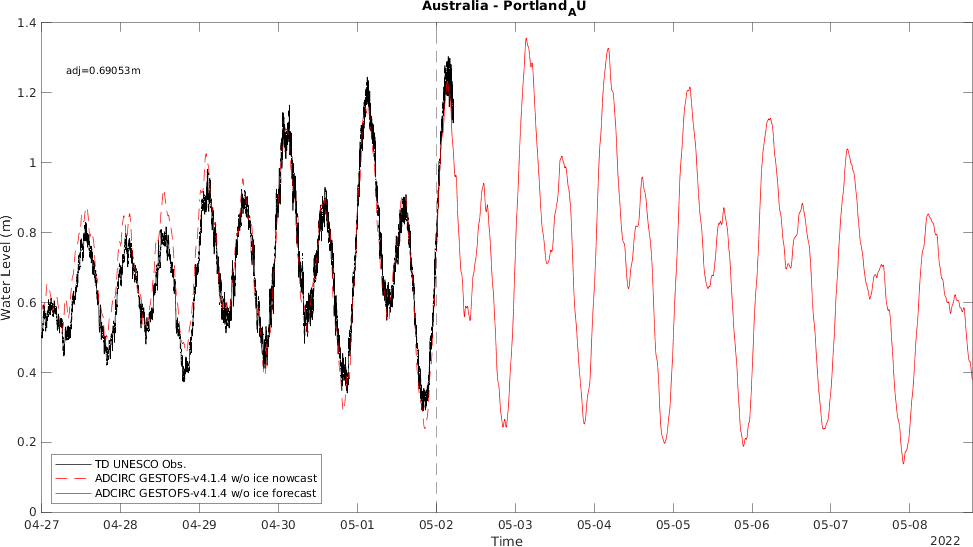 Australia - Portland_AU
adj=0.69053m
Water Level (m)
1.4
1.2
1
0.8
0.6
0.4
0.2
0
TD UNESCO Obs.
ADCIRC GESTOFS-v4.1.4 w/o ice nowcast
ADCIRC GESTOFS-v4.1.4 w/o ice forecast
04-27 04-28 04-29 04-30 05-01 05-02 05-03 05-04 05-05 05-06 05-07 05-08
Time
2022